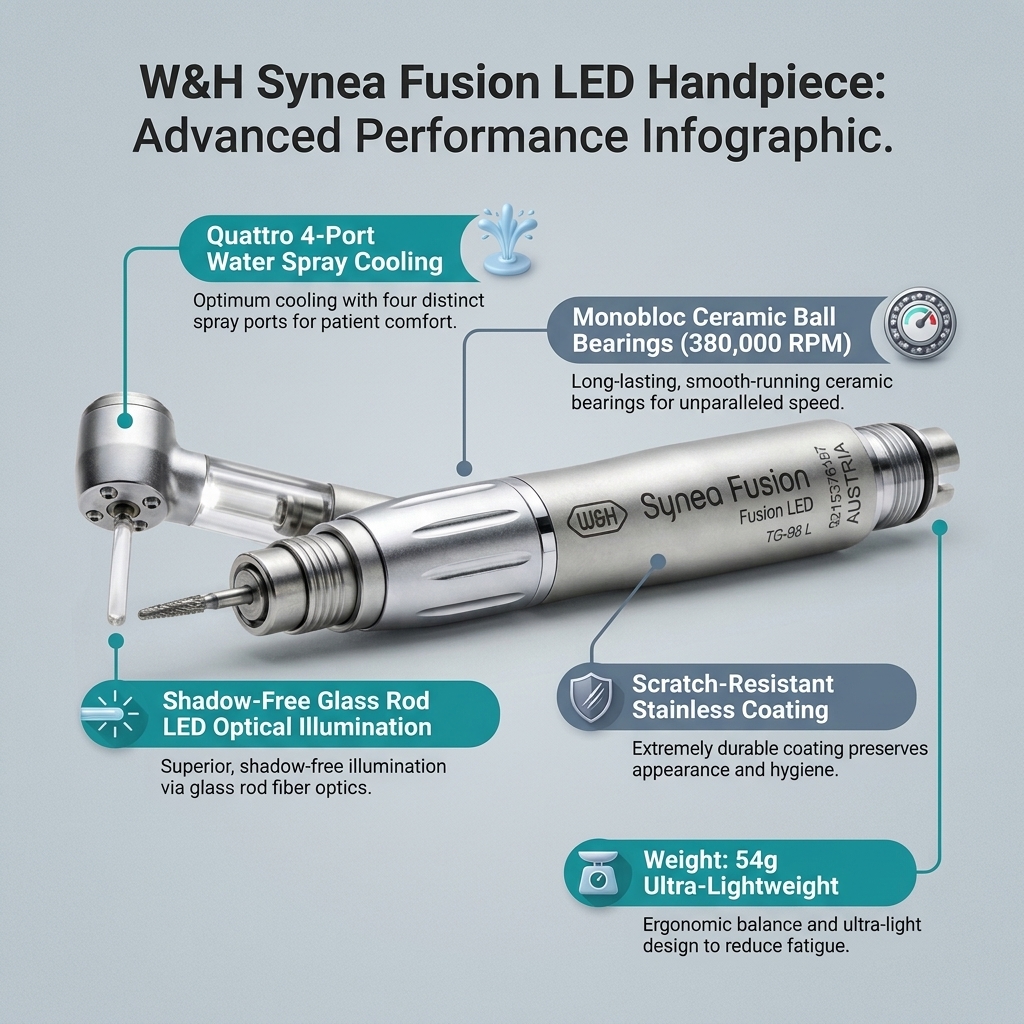 W&H Synea Fusion LED Handpiece:
Advanced Performance Infographic.
Quattro 4-Port
Water Spray Cooling
Optimum cooling with four distinct
spray ports for patient comfort.
Monobloc Ceramic Ball
Bearings (380,000 RPM)
Long-lasting, smooth-running ceramic
bearings for unparalleled speed.
W&H
Synea Fusion
Fusion LED
TG-98 L
AUSTRIA
Shadow-Free Glass Rod
LED Optical Illumination
Superior, shadow-free illumination
via glass rod fiber optics.
Scratch-Resistant
Stainless Coating
Extremely durable coating preserves
appearance and hygiene.
Weight: 54g
Ultra-Lightweight
Ergonomic balance and ultra-light
design to reduce fatigue.